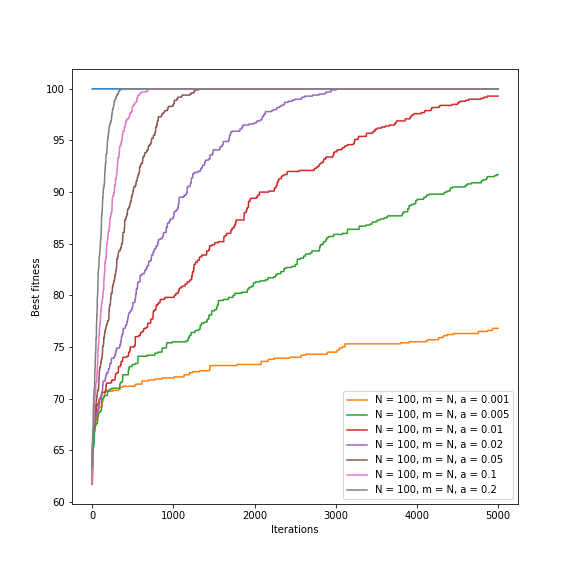 100
95
90
85
80
75
70
65
60
Best fitness
N = 100, m = N, a = 0.001
N = 100, m = N, a = 0.005
N = 100, m = N, a = 0.01
N = 100, m = N, a = 0.02
N = 100, m = N, a = 0.05
N = 100, m = N, a = 0.1
N = 100, m = N, a = 0.2
0 1000 2000 3000 4000 5000
Iterations